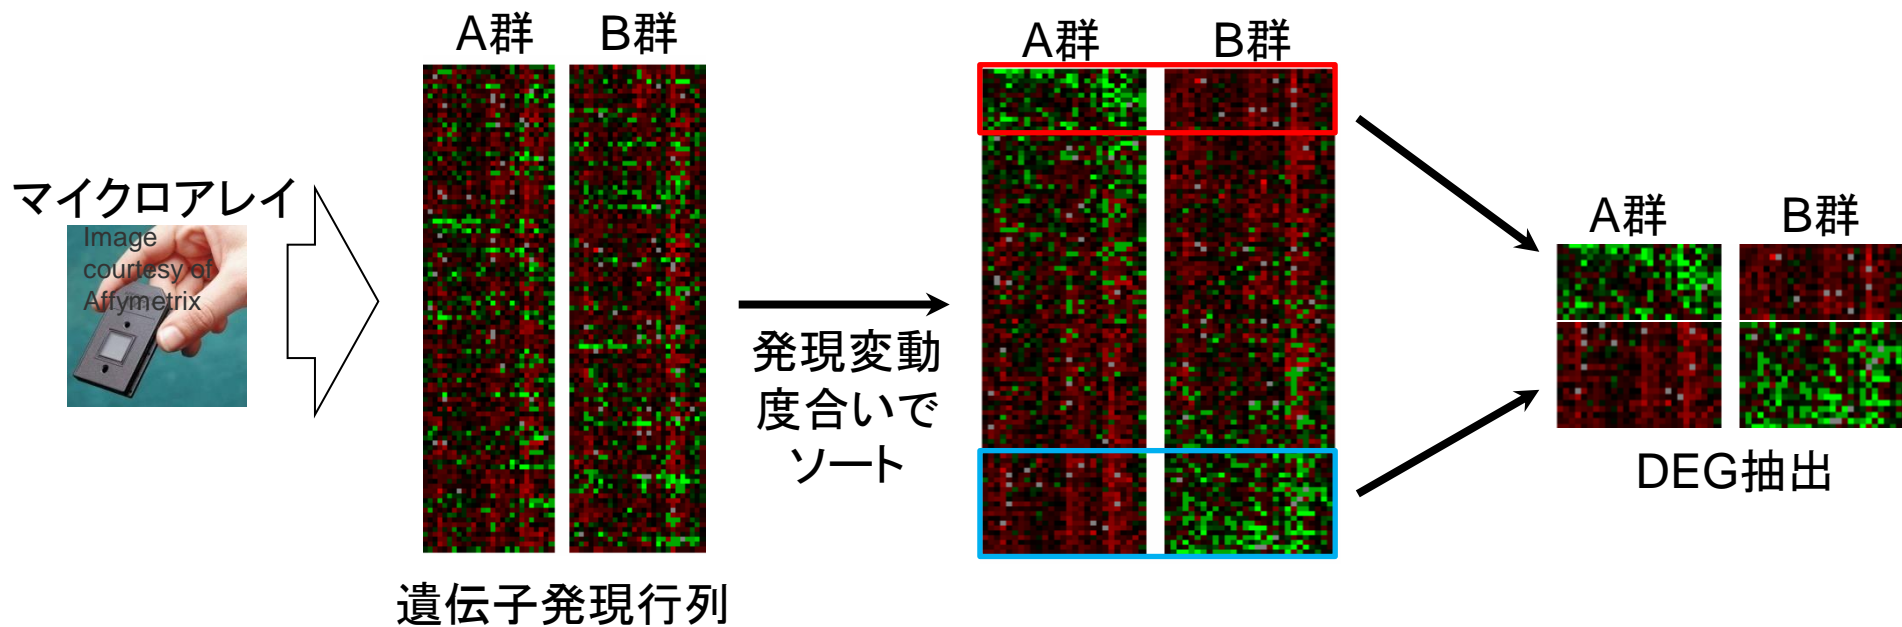 マイクロアレイ
Image
courtesy of
Affymetrix
A群 B群
遺伝子発現行列
発現変動
度合いで
ソート
A群 B群
A群 B群
DEG抽出